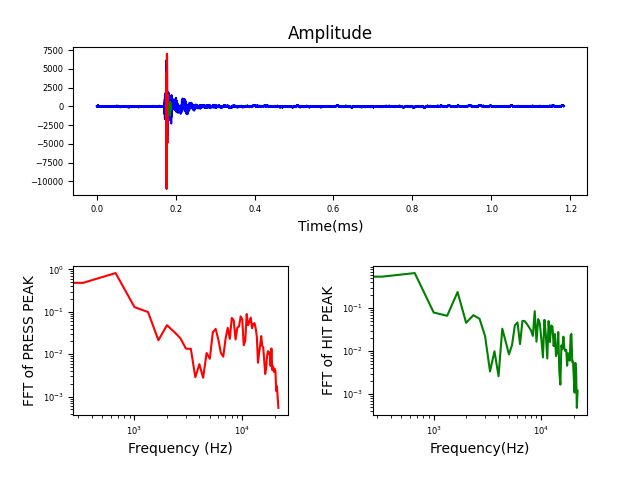 Amplitude
7500
5000
2500
0
−2500
−5000
−7500
−10000
0.0 0.2 0.4 0.6 0.8 1.0 1.2
Time(ms)
FFT of PRESS PEAK
10⁰
10⁻¹
10⁻²
10⁻³
10³ 10⁴
Frequency (Hz)
FFT of HIT PEAK
10⁻¹
10⁻²
10⁻³
10³ 10⁴
Frequency(Hz)